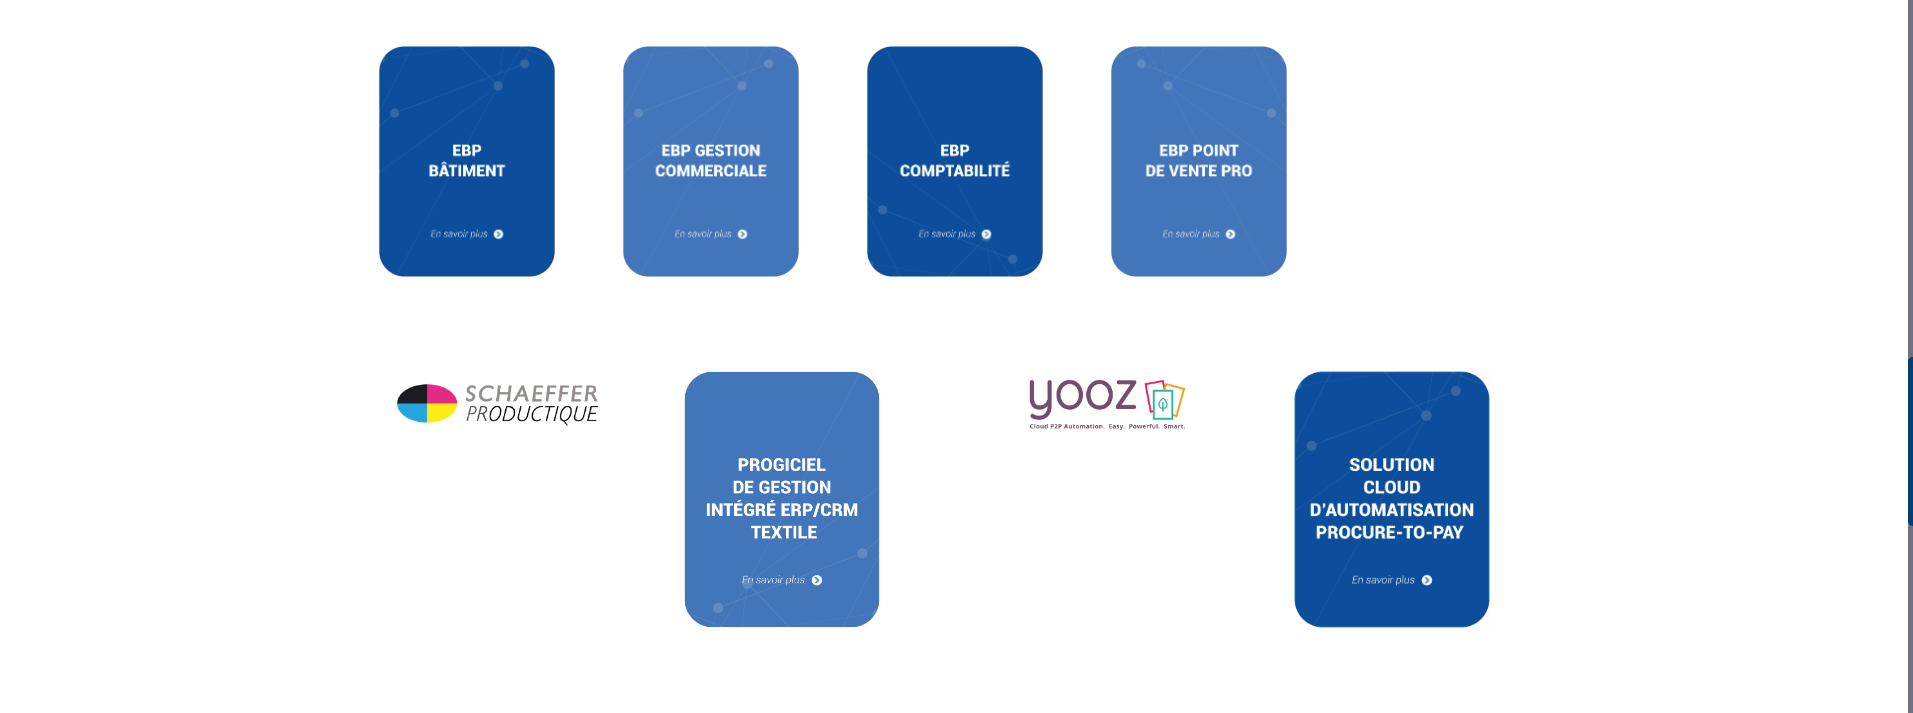 EBP
BÂTIMENT
En savoir plus
EBP GESTION
COMMERCIALE
En savoir plus
EBP
COMPTABILITÉ
En savoir plus
EBP POINT
DE VENTE PRO
En savoir plus
SCHAEFFER
PRODUCTIQUE
PROGICIEL
DE GESTION
INTÉGRÉ ERP/CRM
TEXTILE
En savoir plus
yooz
Cloud P2P Automation. Easy. Powerful. Smart.
SOLUTION
CLOUD
D'AUTOMATISATION
PROCURE-TO-PAY
En savoir plus